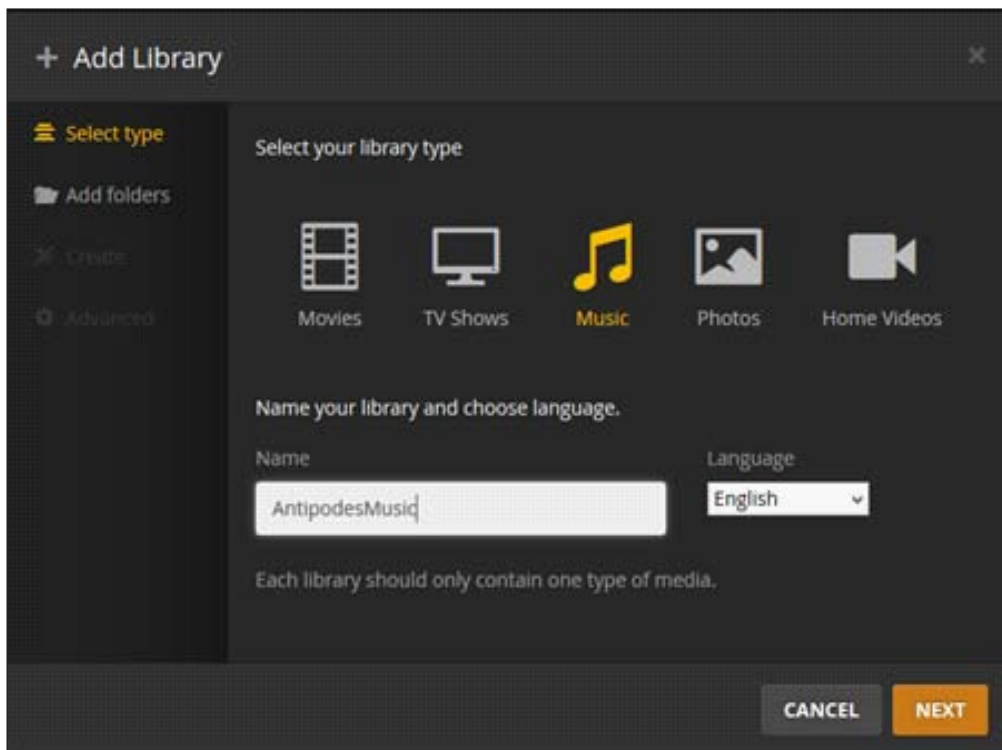 + Add Library ×
Select type
Add folders
Create
Advanced
Select your library type
Movies TV Shows Music Photos Home Videos
Name your library and choose language.
Name Language
AntipodesMusic English
Each library should only contain one type of media.
CANCEL NEXT